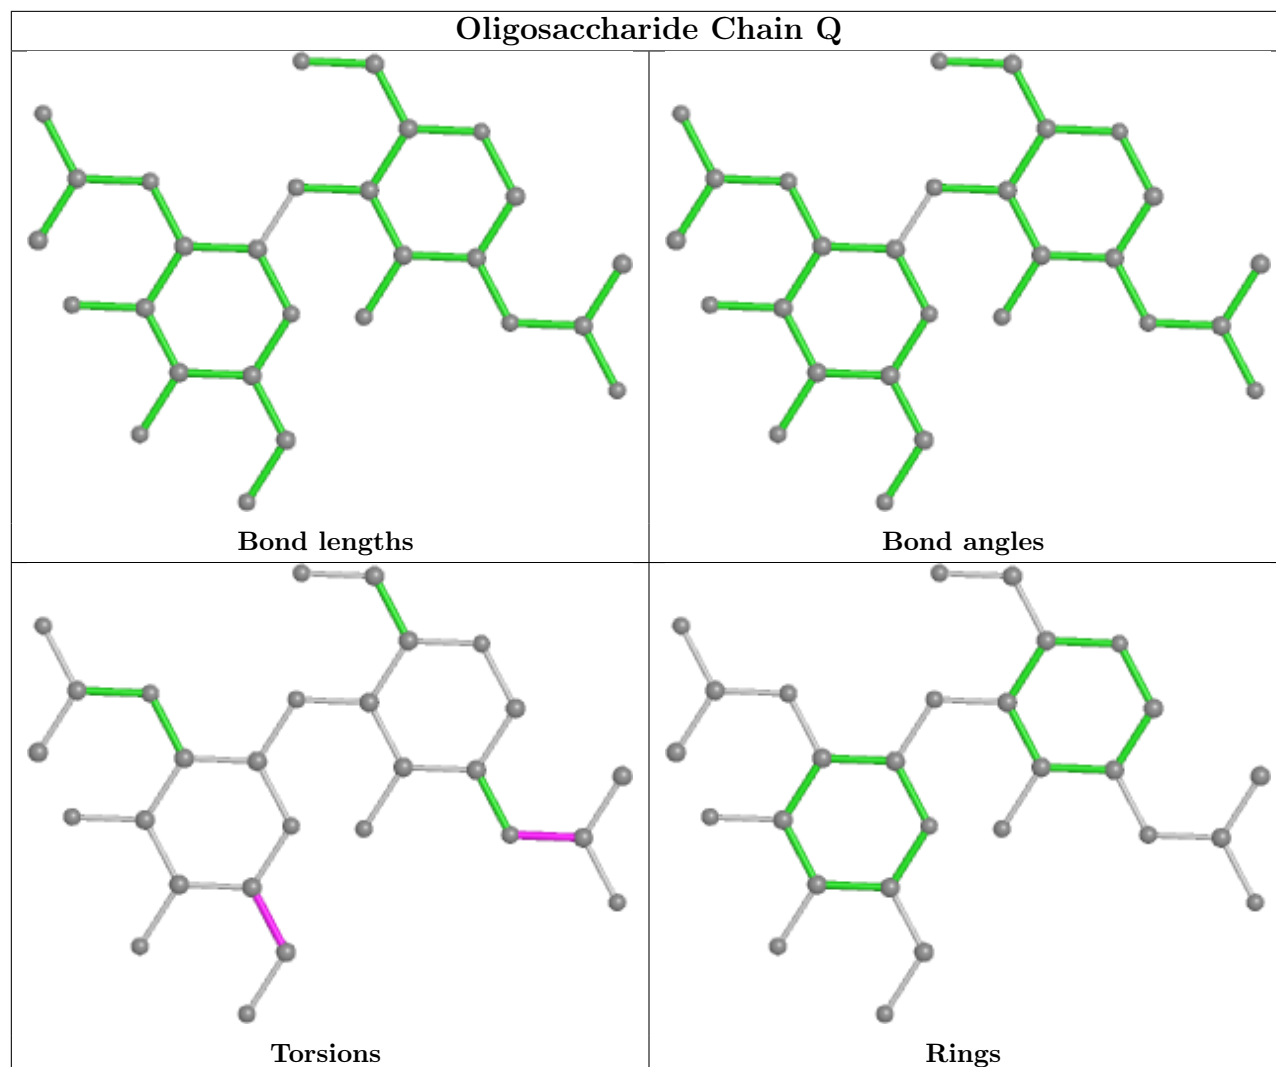 Oligosaccharide Chain Q
Bond lengths
Bond angles
Torsions
Rings